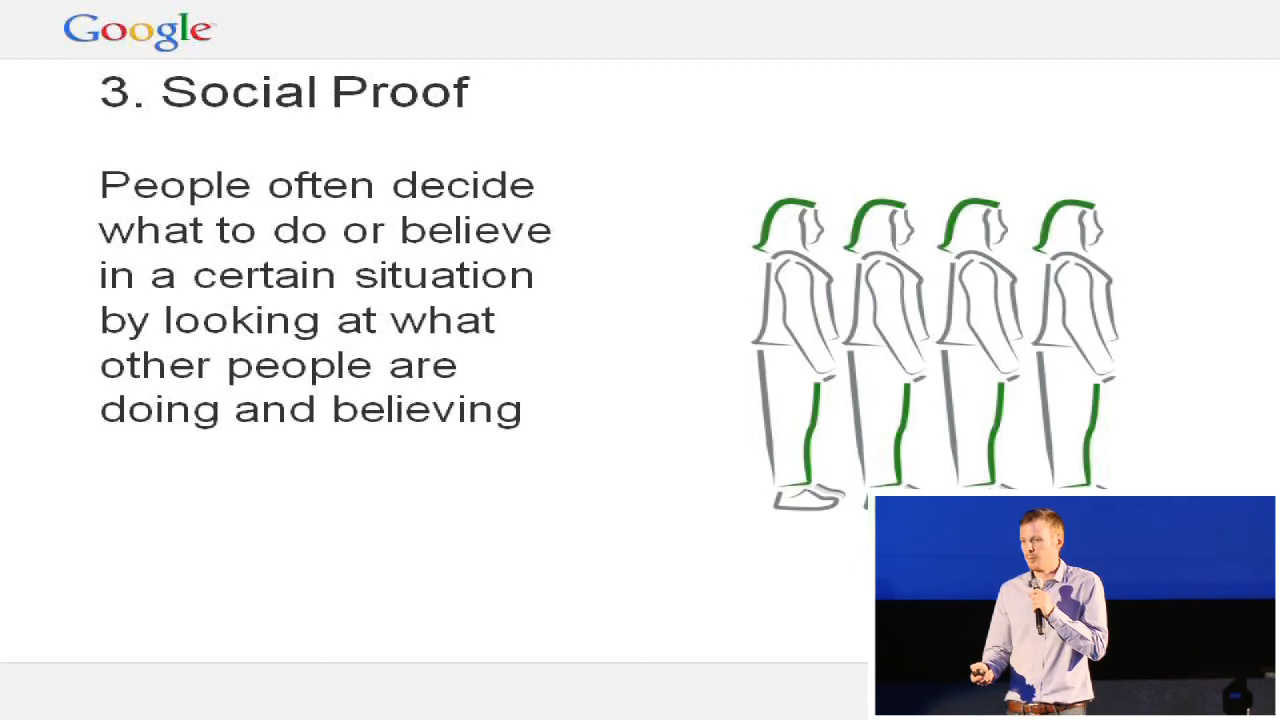 Google
3. Social Proof
People often decide
what to do or believe
in a certain situation
by looking at what
other people are
doing and believing